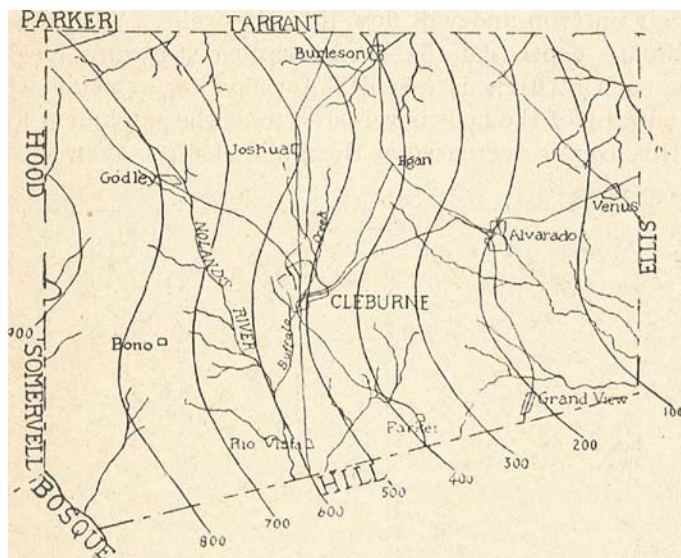 PARKER
TARRANT
Burleson
HOOD
Joshua
Egan
Godley
Venus
NOLANDS
RIVER
Creek
Alvarado
ELLIS
CLEBURNE
Buffalo
900
Bono
SOMERVELL
Grand View
100
Rio Vista
Parker
200
HILL
300
400
500
600
700
800
BOSQUE